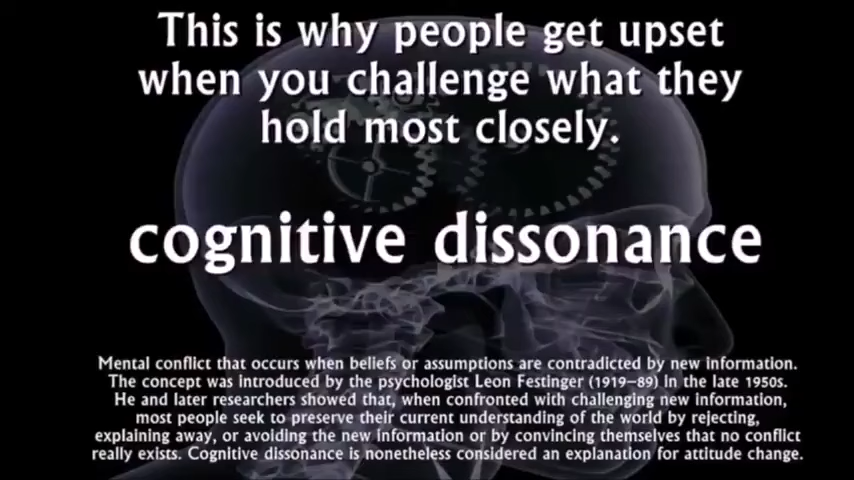 This is why people get upset
when you challenge what they
hold most closely.
cognitive dissonance
Mental conflict that occurs when beliefs or assumptions are contradicted by new information.
The concept was introduced by the psychologist Leon Festinger (1919–89) in the late 1950s.
He and later researchers showed that, when confronted with challenging new information,
most people seek to preserve their current understanding of the world by rejecting,
explaining away, or avoiding the new information or by convincing themselves that no conflict
really exists. Cognitive dissonance is nonetheless considered an explanation for attitude change.